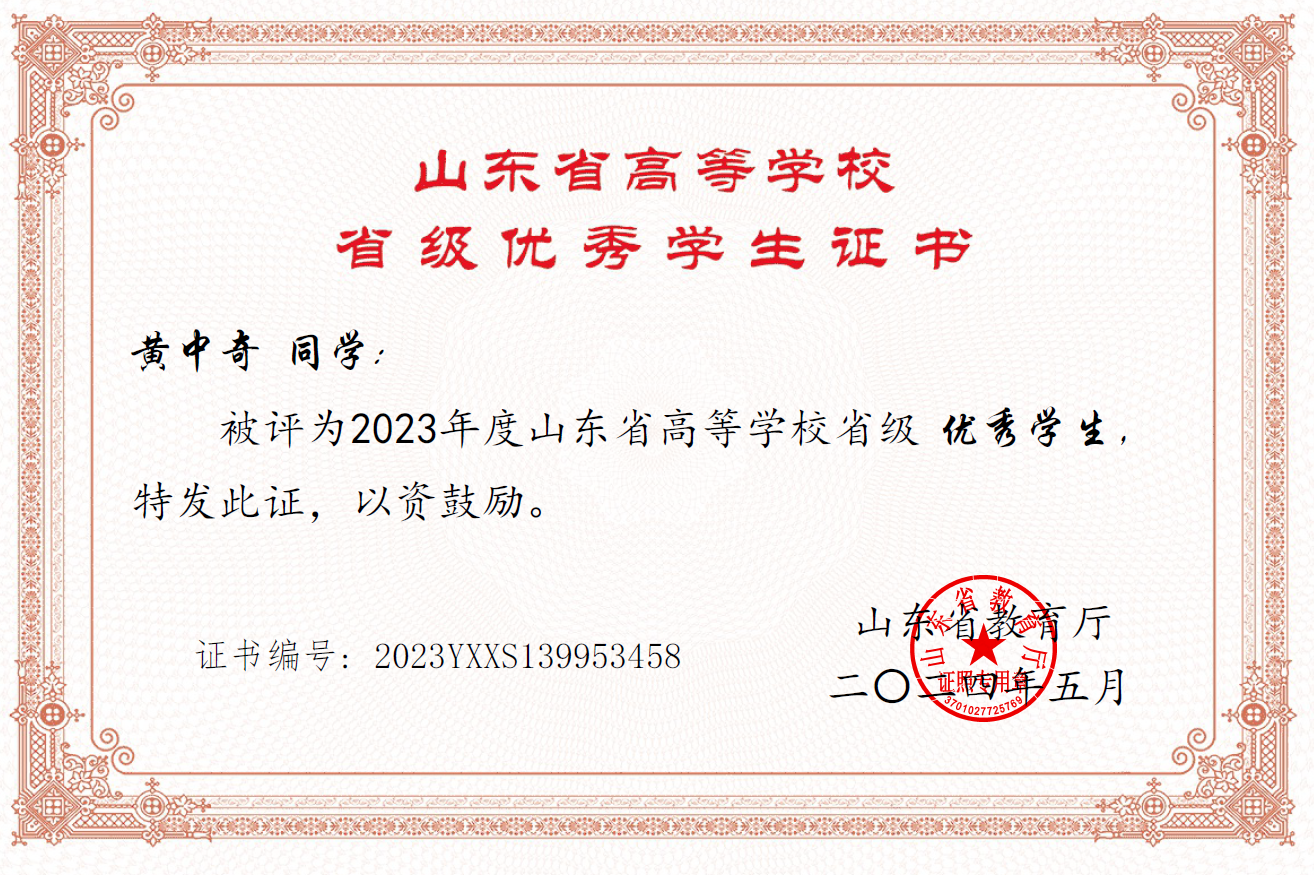 山东省高等学校
省级优秀学生证书
黄中奇 同学：
被评为2023年度山东省高等学校省级 优秀学生，
特发此证，以资鼓励。
山东省教育厅
证书编号：2023YXXS139953458
二〇二四年五月
山东省教育厅
证照专用章
3701027725769